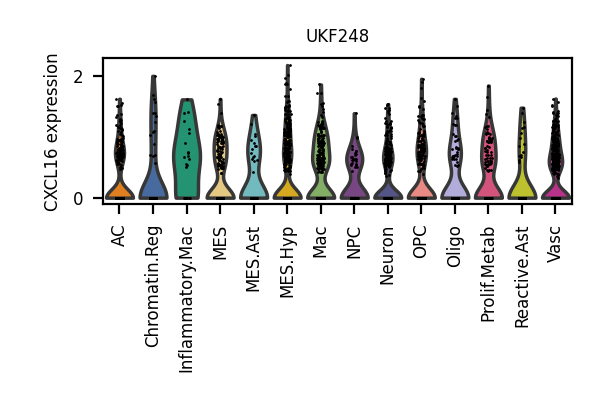 UKF248
CXCL16 expression
2
0
AC
Chromatin.Reg
Inflammatory.Mac
MES
MES.Ast
MES.Hyp
Mac
NPC
Neuron
OPC
Oligo
Prolif.Metab
Reactive.Ast
Vasc